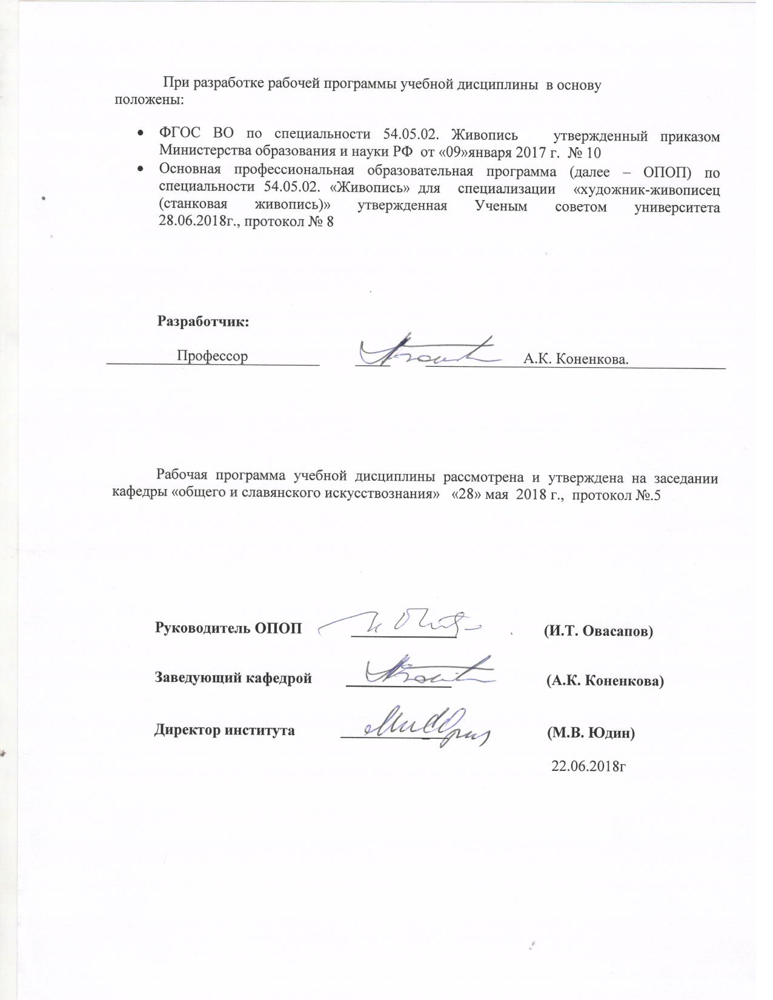 При разработке рабочей программы учебной дисциплины в основу
положены:
• ФГОС ВО по специальности 54.05.02. Живопись утвержденный приказом
Министерства образования и науки РФ от «09»января 2017 г. № 10
• Основная профессиональная образовательная программа (далее – ОПОП) по
специальности 54.05.02. «Живопись» для специализации «художник-живописец
(станковая живопись)» утвержденная Ученым советом университета
28.06.2018г., протокол № 8
Разработчик:
Профессор А.К. Коненкова.
Рабочая программа учебной дисциплины рассмотрена и утверждена на заседании
кафедры «общего и славянского искусствознания» «28» мая 2018 г., протокол №.5
Руководитель ОПОП (И.Т. Овасапов)
Заведующий кафедрой (А.К. Коненкова)
Директор института (М.В. Юдин)
22.06.2018г